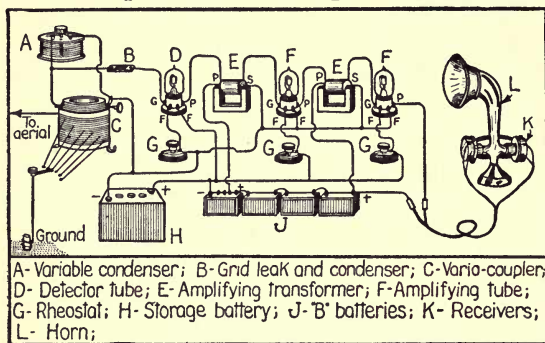 A
B
D
E
F
E
F
P
S
P
S
G
P
G
P
G
P
F
F
F
F
F
F
C
To
aerial
G
G
G
L
K
-
+
-
+
+
Ground
H
J
A- Variable condenser; B- Grid leak and condenser; C- Vario-coupler;
D- Detector tube; E- Amplifying transformer; F- Amplifying tube;
G- Rheostat; H- Storage battery; J- "B" batteries; K- Receivers;
L- Horn;